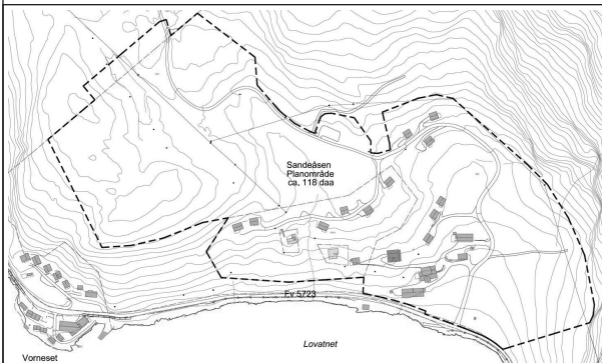 Sandeåsen
Planområde
ca. 118 daa
Fv 5723
Lovatnet
Vorneset